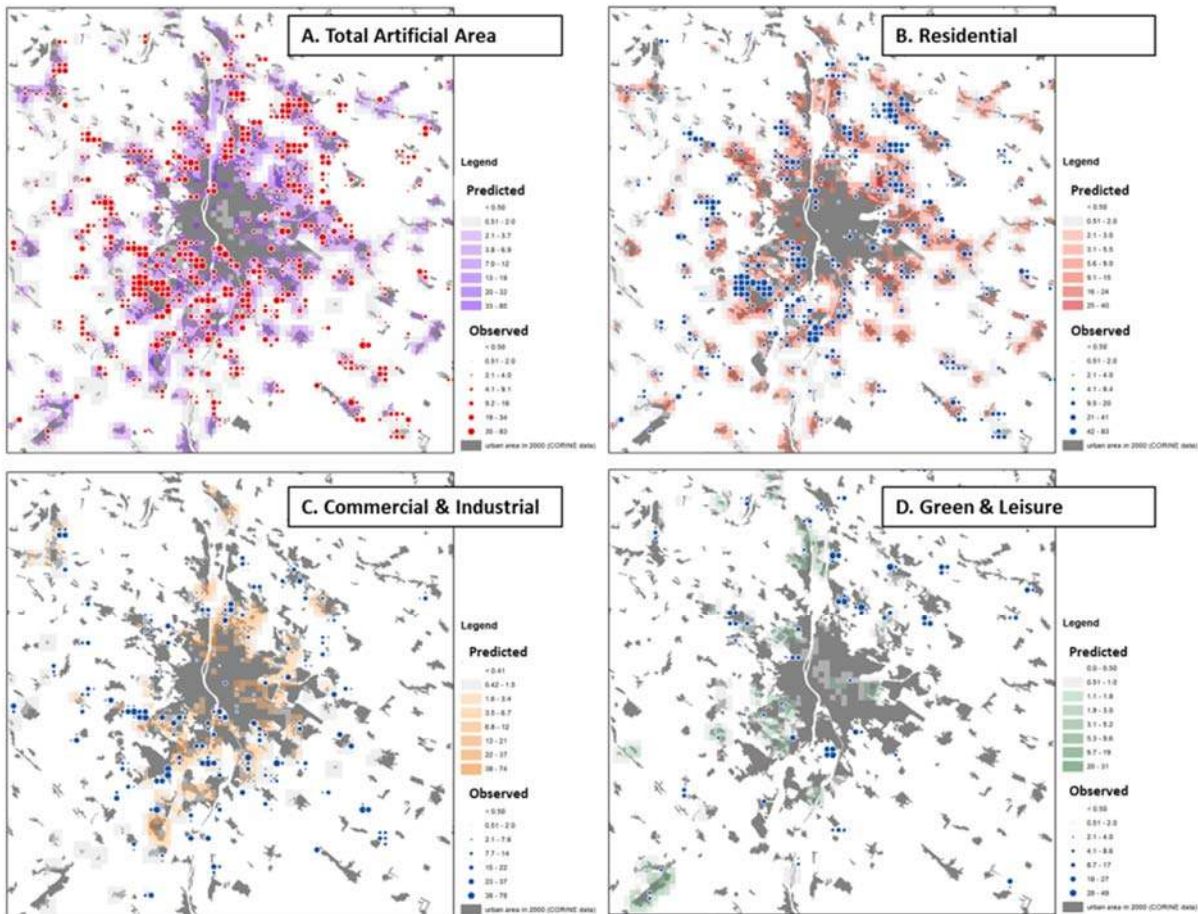 A. Total Artificial Area
Legend
Predicted
< 0.50
0.51 - 2.0
2.1 - 3.7
3.8 - 6.9
7.0 - 12
13 - 19
20 - 32
33 - 85
Observed
< 0.50
0.51 - 2.0
2.1 - 4.0
4.1 - 9.1
9.2 - 18
19 - 34
35 - 83
urban area in 2000 (CORINE data)
B. Residential
Legend
Predicted
< 0.50
0.51 - 2.0
2.1 - 3.0
3.1 - 5.5
5.6 - 9.0
9.1 - 15
16 - 24
25 - 40
Observed
< 0.50
0.51 - 2.0
2.1 - 4.0
4.1 - 9.4
9.5 - 20
21 - 41
42 - 83
urban area in 2000 (CORINE data)
C. Commercial & Industrial
Legend
Predicted
< 0.41
0.42 - 1.5
1.6 - 3.4
3.5 - 6.7
6.8 - 12
13 - 21
22 - 37
38 - 74
Observed
< 0.50
0.51 - 2.0
2.1 - 7.6
7.7 - 14
15 - 22
23 - 37
urban area in 2000 (CORINE data)
D. Green & Leisure
Legend
Predicted
0.0 - 0.50
0.51 - 1.0
1.1 - 1.8
1.9 - 3.0
3.1 - 5.2
5.3 - 9.6
9.7 - 19
20 - 31
Observed
< 0.50
0.51 - 2.0
2.1 - 4.0
4.1 - 8.6
8.7 - 17
18 - 27
28 - 49
urban area in 2000 (CORINE data)